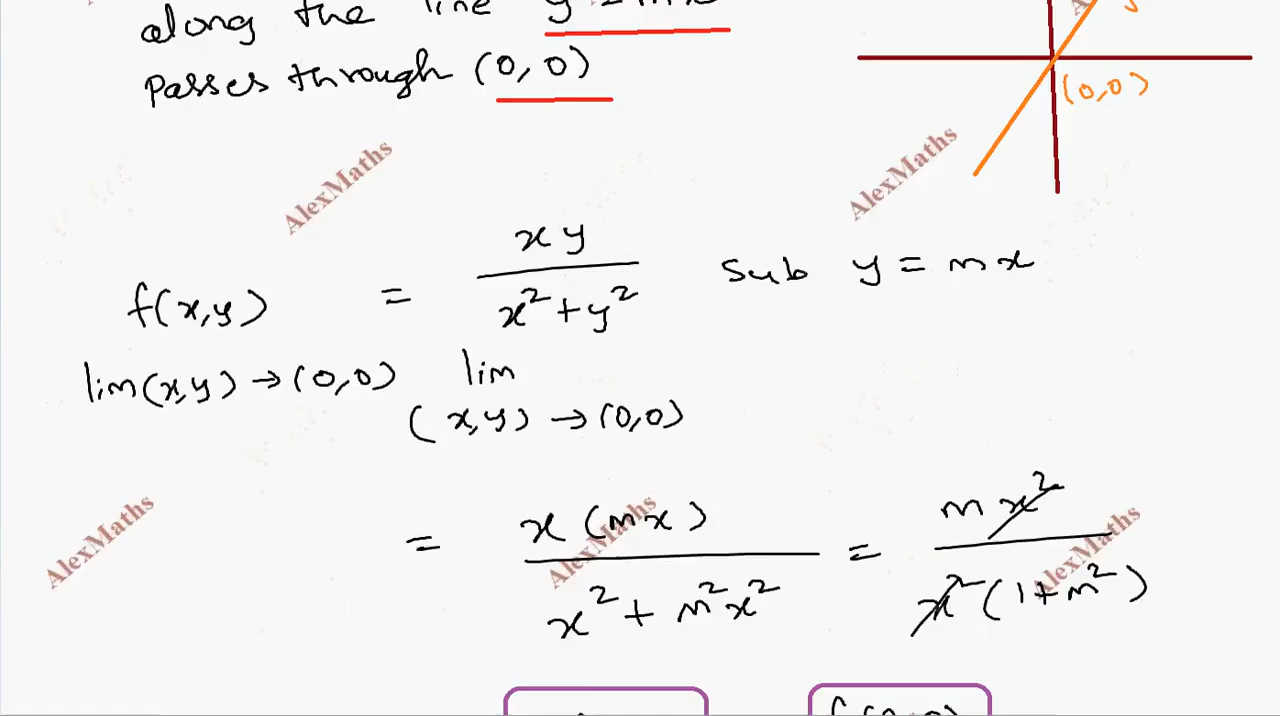 along the line y = mx
passes through (0, 0)
(0,0)
AlexMaths
AlexMaths
f(x,y) = xy / x² + y² sub y = mx
lim(x,y) → (0,0) lim
(x,y) → (0,0)
= x (mx) / x² + m²x² = mx² / x² (1+m²)
AlexMaths
AlexMaths
AlexMaths